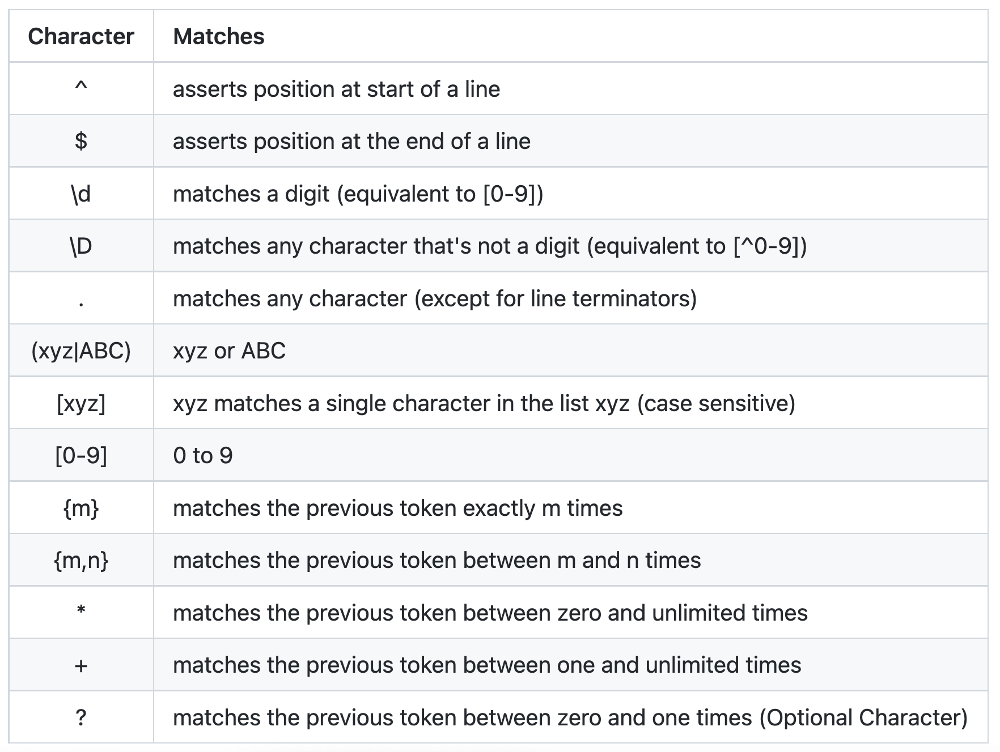 Character Matches
^ asserts position at start of a line
$ asserts position at the end of a line
\d matches a digit (equivalent to [0-9])
\D matches any character that's not a digit (equivalent to [^0-9])
. matches any character (except for line terminators)
(xyz|ABC) xyz or ABC
[xyz] xyz matches a single character in the list xyz (case sensitive)
[0-9] 0 to 9
{m} matches the previous token exactly m times
{m,n} matches the previous token between m and n times
* matches the previous token between zero and unlimited times
+ matches the previous token between one and unlimited times
? matches the previous token between zero and one times (Optional Character)